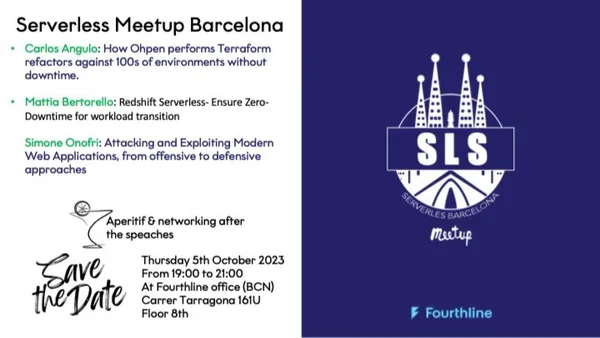 Serverless Meetup Barcelona
• Carlos Angulo: How Ohpen performs Terraform
refactors against 100s of environments without
downtime.
• Mattia Bertorello: Redshift Serverless- Ensure Zero-
Downtime for workload transition
Simone Onofri: Attacking and Exploiting Modern
Web Applications, from offensive to defensive
approaches
Aperitif & networking after
the speaches
Save
the Date
Thursday 5th October 2023
From 19:00 to 21:00
At Fourthline office (BCN)
Carrer Tarragona 161U
Floor 8th
SLS
SERVERLES BARCELONA
meetup
Fourthline